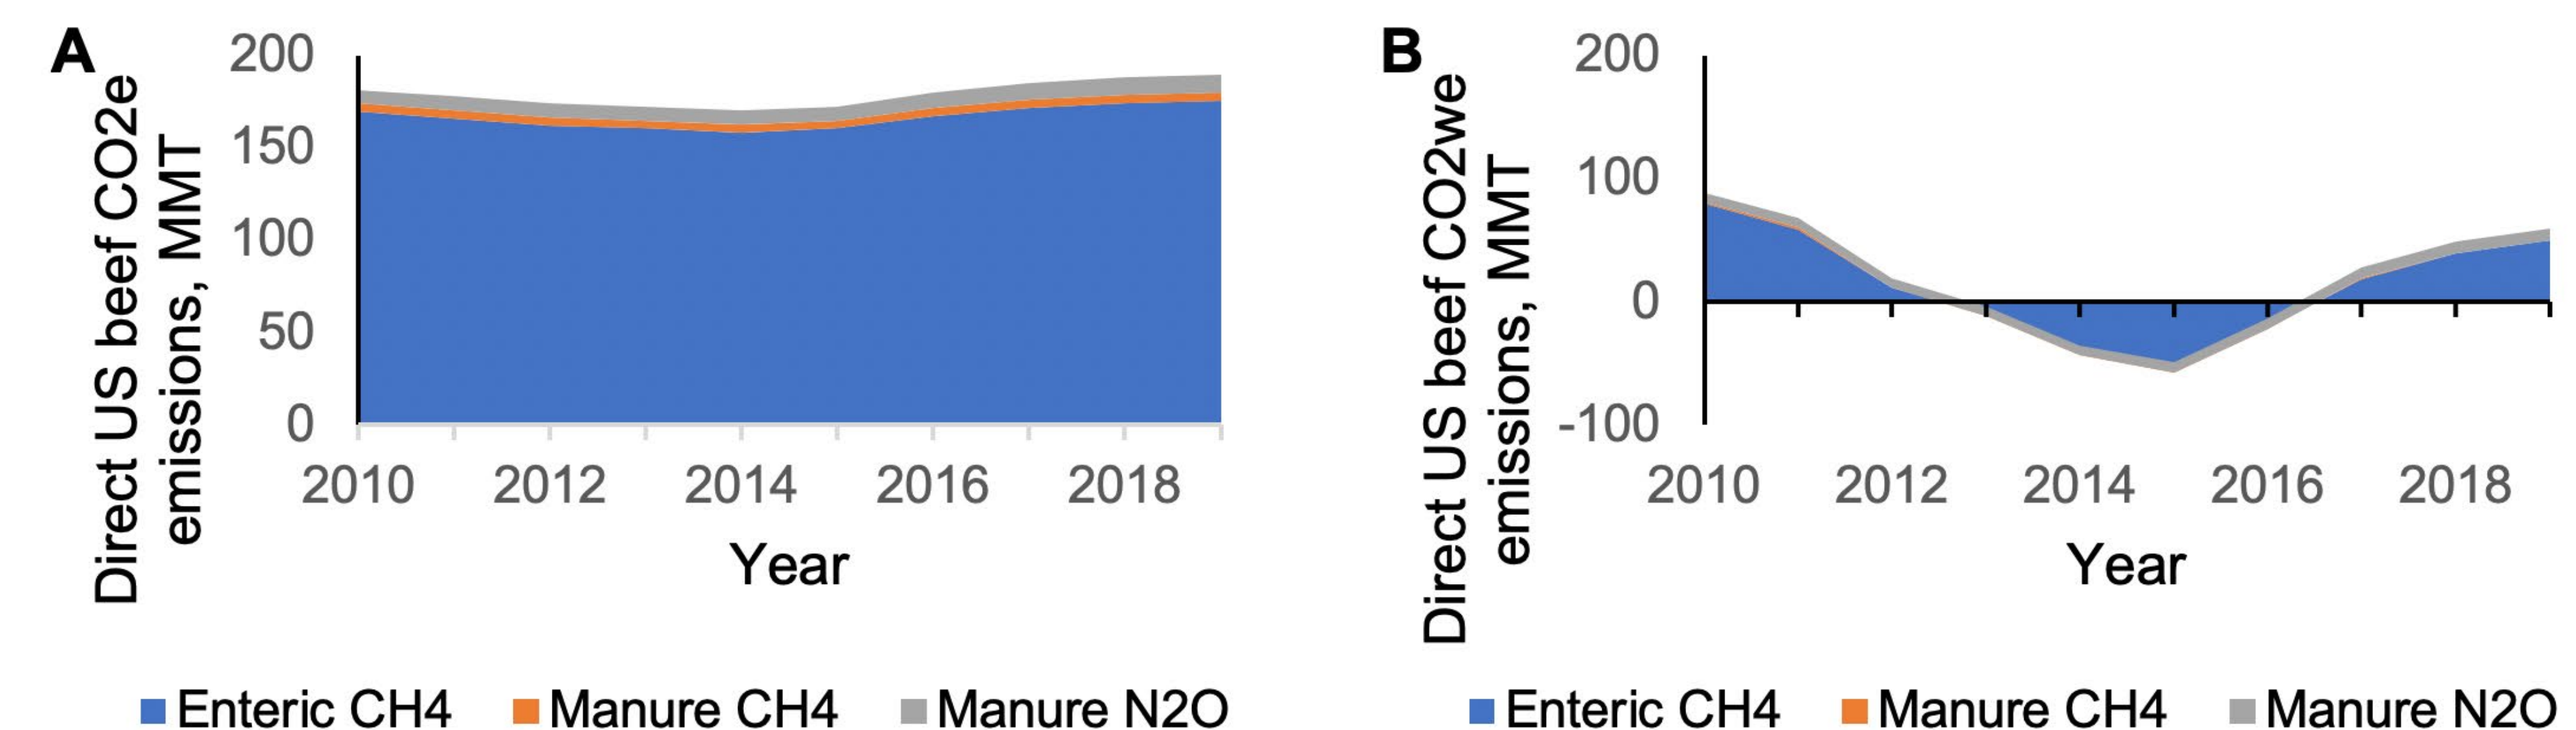 A
Direct US beef CO2e
emissions, MMT
200
150
100
50
0
2010 2012 2014 2016 2018
Year
Enteric CH4 Manure CH4 Manure N2O
B
Direct US beef CO2we
emissions, MMT
200
100
0
-100
2010 2012 2014 2016 2018
Year
Enteric CH4 Manure CH4 Manure N2O